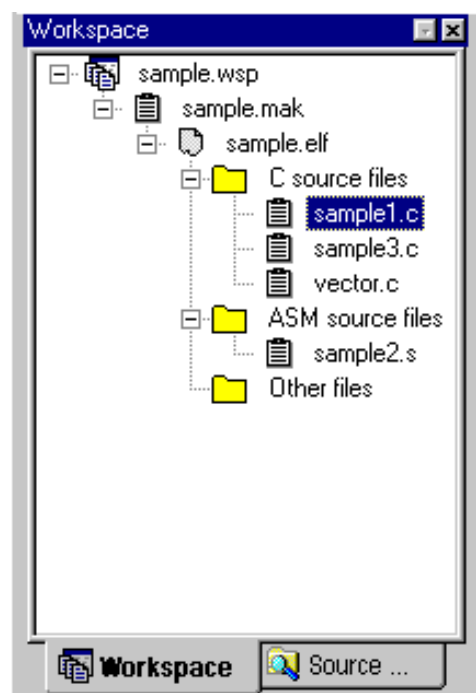 Workspace
sample.wsp
sample.mak
sample.elf
C source files
sample1.c
sample3.c
vector.c
ASM source files
sample2.s
Other files
Workspace Source ...